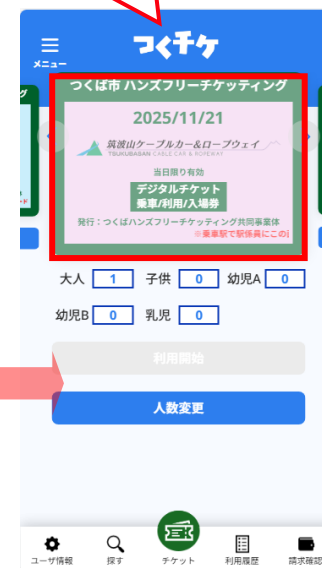 つくチケ
メニュー
つくば市 ハンズフリーチケッティング
2025/11/21
筑波山ケーブルカー&ロープウェイ
TSUKUBASAN CABLE CAR & ROPEWAY
当日限り有効
デジタルチケット
乗車/利用/入場券
発行：つくばハンズフリーチケッティング共同事業体
※乗車駅で駅係員にこの
大人 1 子供 0 幼児A 0
幼児B 0 乳児 0
利用開始
人数変更
ユーザ情報 探す チケット 利用履歴 請求確認